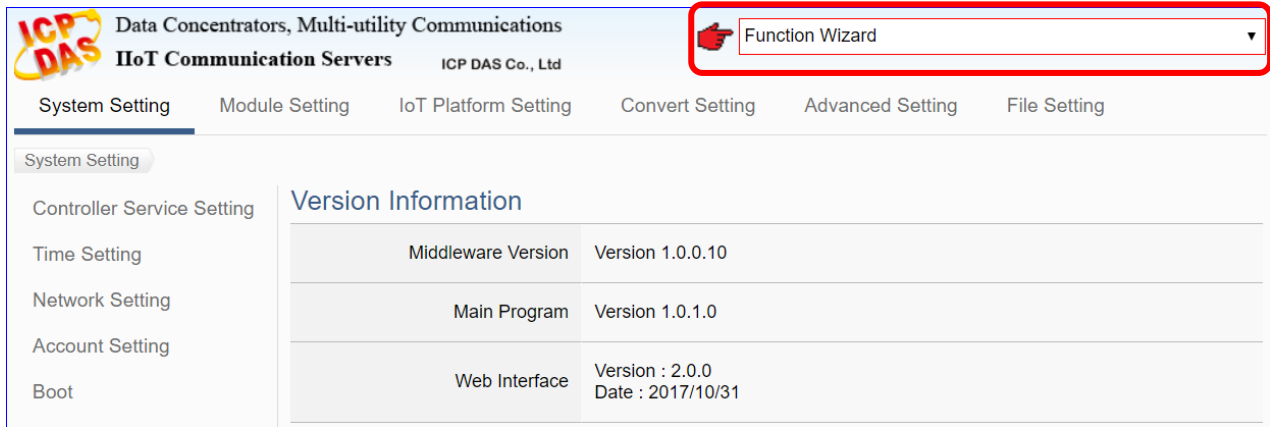 ICP DAS
Data Concentrators, Multi-utility Communications
IIoT Communication Servers ICP DAS Co., Ltd
Function Wizard
System Setting Module Setting IoT Platform Setting Convert Setting Advanced Setting File Setting
System Setting
Controller Service Setting
Time Setting
Network Setting
Account Setting
Boot
Version Information
Middleware Version Version 1.0.0.10
Main Program Version 1.0.1.0
Web Interface Version : 2.0.0
Date : 2017/10/31